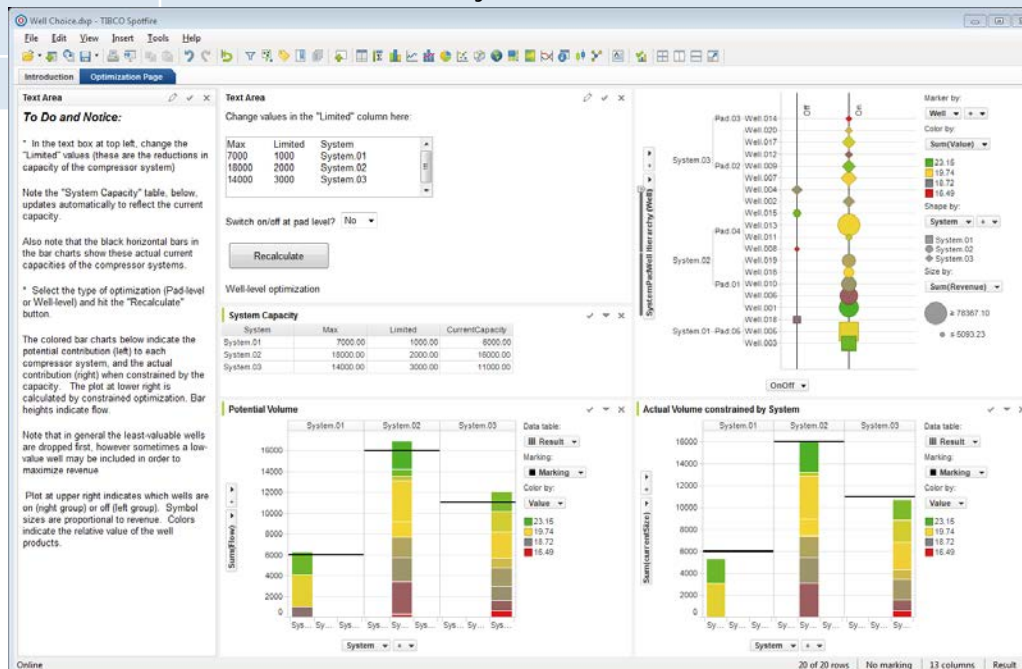 Well Choice.dxp - TIBCO Spotfire
File Edit View Insert Tools Help
Introduction Optimization Page
Text Area
To Do and Notice:
* In the text box at top left, change the
"Limited" values (these are the reductions in
capacity of the compressor system)
Note the "System Capacity" table, below,
updates automatically to reflect the current
capacity.
Also note that the black horizontal bars in
the bar charts show these actual current
capacities of the compressor systems.
* Select the type of optimization (Pad-level
or Well-level) and hit the "Recalculate"
button.
The colored bar charts below indicate the
potential contribution (left) to each
compressor system, and the actual
contribution (right) when constrained by the
capacity. The plot at lower right is
calculated by constrained optimization. Bar
heights indicate flow.
Note that in general the least-valuable wells
are dropped first, however sometimes a low-
value well may be included in order to
maximize revenue
Plot at upper right indicates which wells are
on (right group) or off (left group). Symbol
sizes are proportional to revenue. Colors
indicate the relative value of the well
products.
Text Area
Change values in the "Limited" column here:
Max Limited System
7000 1000 System.01
18000 2000 System.02
14000 3000 System.03
Switch on/off at pad level? No
Recalculate
Well-level optimization
System Capacity
System Max Limited CurrentCapacity
System.01 7000.00 1000.00 6000.00
System.02 18000.00 2000.00 16000.00
System.03 14000.00 3000.00 11000.00
SystemPadWell Hierarchy (Well)
Off On
System.03 Pad.03 Well.014
Well.020
Well.017
Well.012
Pad.02 Well.009
Well.007
Well.004
Well.002
Well.015
System.02 Pad.04 Well.013
Well.011
Well.008
Well.019
Well.016
Pad.01 Well.010
Well.006
Well.001
Well.018
System.01 Pad.06 Well.005
Well.003
OnOff
Marker by:
Well
Color by:
Sum(Value)
23.15
19.74
18.72
16.49
Shape by:
System
System.01
System.02
System.03
Size by:
Sum(Revenue)
≥ 78367.10
≤ 5093.23
Potential Volume
System.01 System.02 System.03
Sum(Flow)
16000
14000
12000
10000
8000
6000
4000
2000
0
Sys... Sy... Sy... Sys... Sy... Sy... Sys... Sy... Sys...
System
Data table:
Result
Marking:
Marking
Color by:
Value
23.15
19.74
18.72
16.49
Actual Volume constrained by System
System.01 System.02 System.03
Sum(currentSize)
16000
14000
12000
10000
8000
6000
4000
2000
0
Sy... Sy... Sy... Sy... Sy... Sy... Sy... Sy... Sy...
System
Data table:
Result
Marking:
Marking
Color by:
Value
23.15
19.74
18.72
16.49
Online 20 of 20 rows No marking 13 columns Result